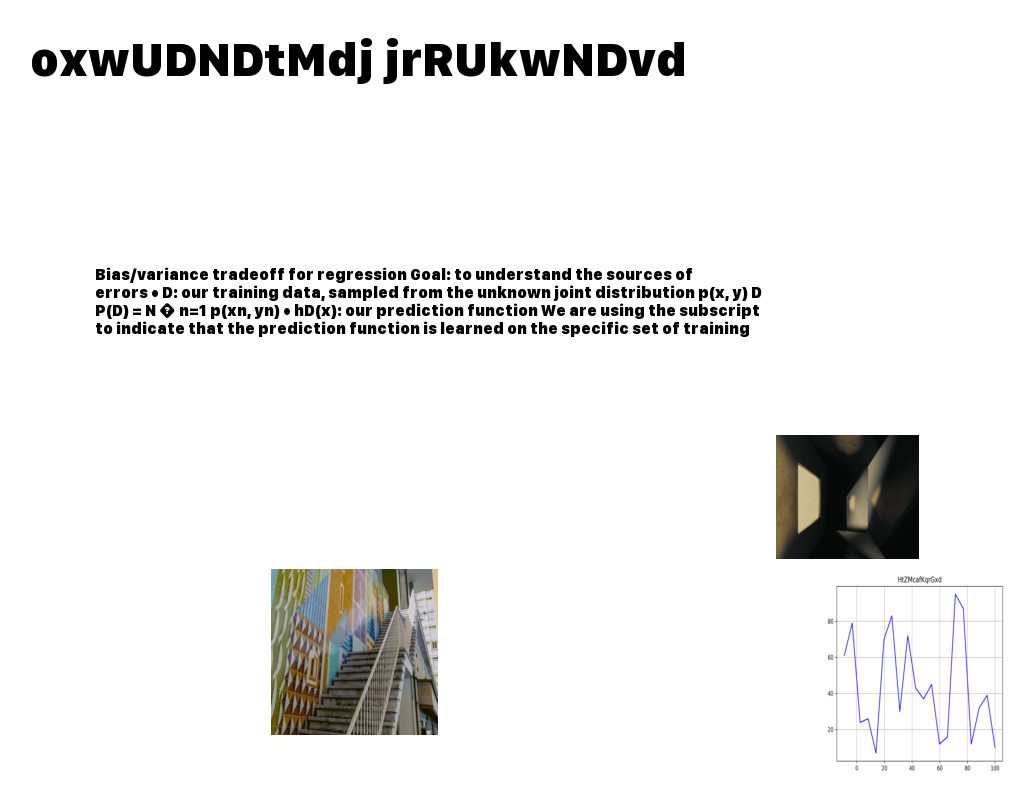 oxwUDNDtMdj jrRUkwNDvd
Bias/variance tradeoff for regression Goal: to understand the sources of
errors • D: our training data, sampled from the unknown joint distribution p(x, y) D
P(D) = N � n=1 p(xn, yn) • hD(x): our prediction function We are using the subscript
to indicate that the prediction function is learned on the specific set of training
HtZMcafKqrGxd
80
60
40
20
0 20 40 60 80 100